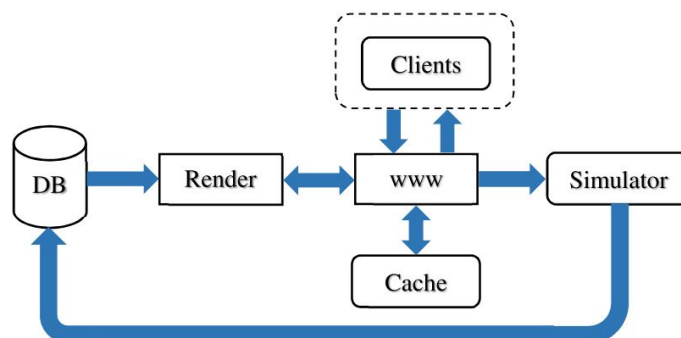 Clients
DB
Render
www
Simulator
Cache